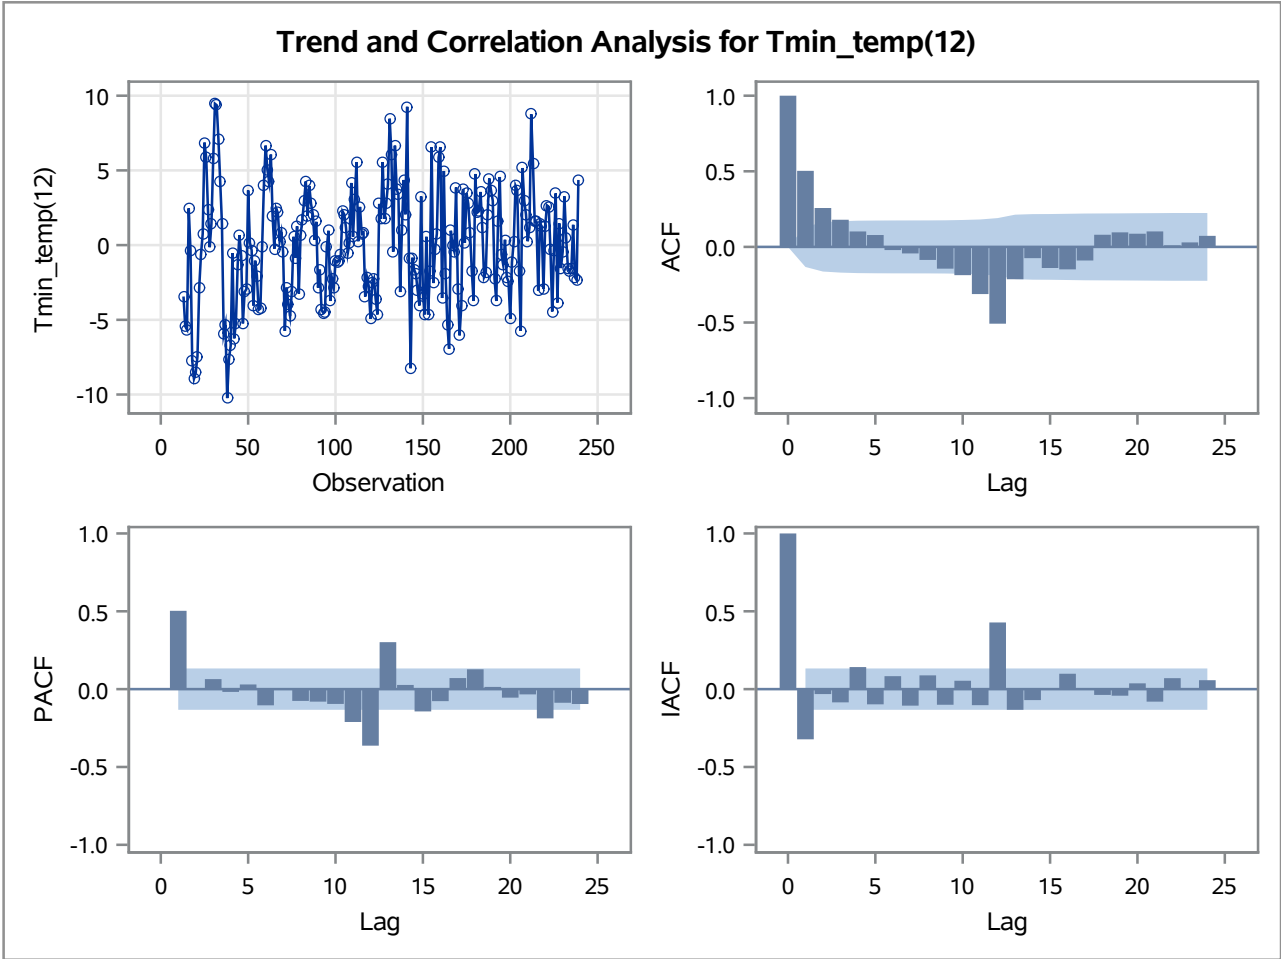 Trend and Correlation Analysis for Tmin_temp(12)
10
5
0
-5
-10
Tmin_temp(12)
0 50 100 150 200 250
Observation
1.0
0.5
0.0
-0.5
-1.0
ACF
0 5 10 15 20 25
Lag
1.0
0.5
0.0
-0.5
-1.0
PACF
0 5 10 15 20 25
Lag
1.0
0.5
0.0
-0.5
-1.0
IACF
0 5 10 15 20 25
Lag